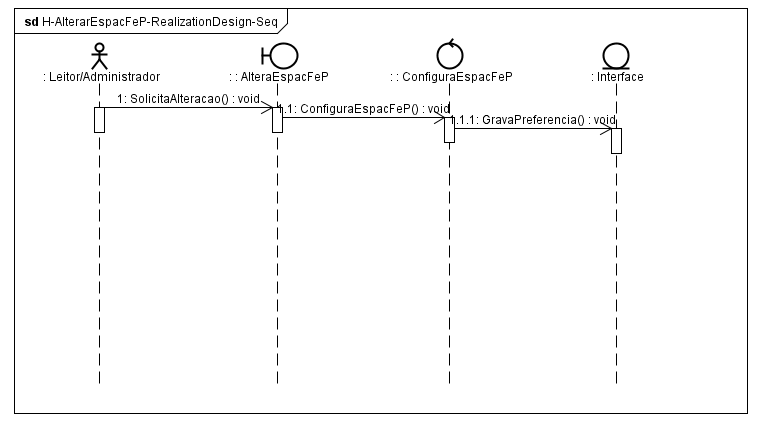 sd H-AlterarEspacFeP-RealizationDesign-Seq
: Leitor/Administrador
: : AlteraEspacFeP
: : ConfiguraEspacFeP
: Interface
1: SolicitaAlteracao() : void
1.1: ConfiguraEspacFeP() : void
1.1.1: GravaPreferencia() : void